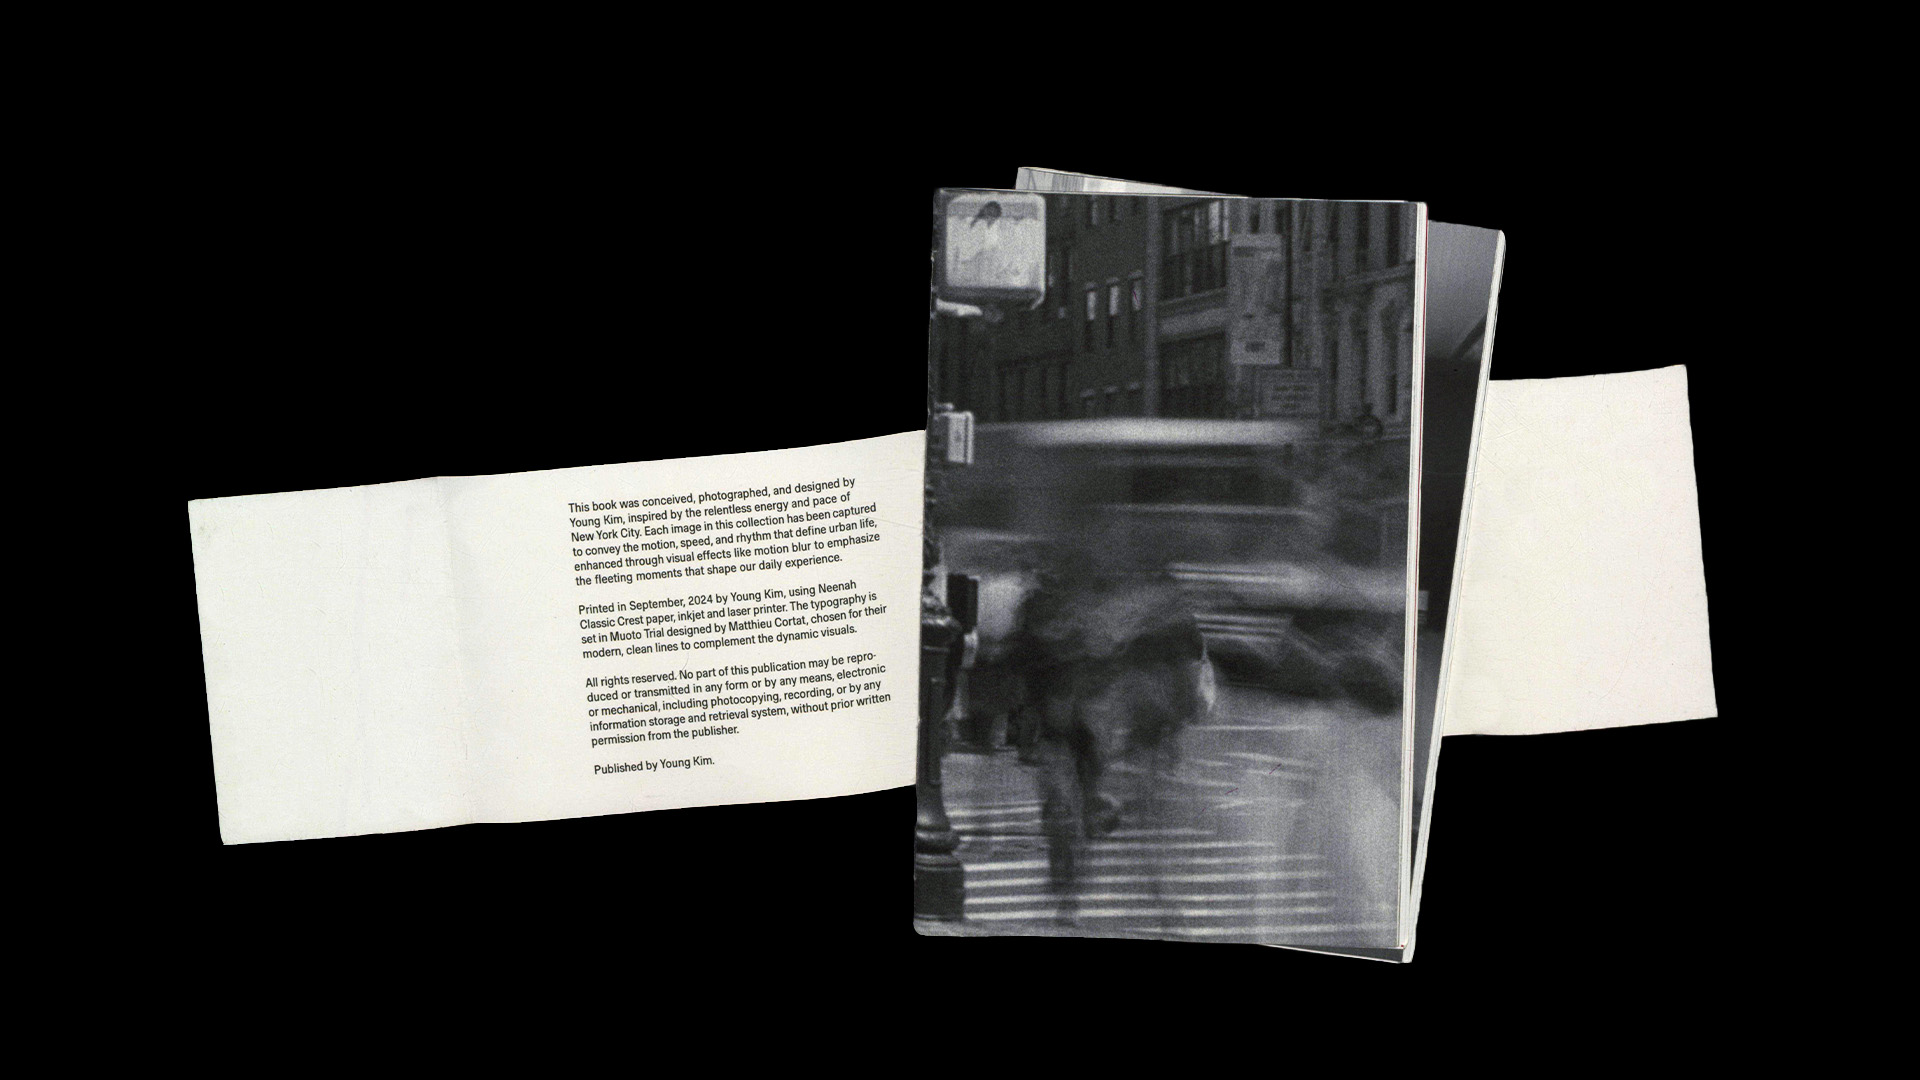 This book was conceived, photographed, and designed by
Young Kim, inspired by the relentless energy and pace of
New York City. Each image in this collection has been captured
to convey the motion, speed, and rhythm that define urban life,
enhanced through visual effects like motion blur to emphasize
the fleeting moments that shape our daily experience.
Printed in September, 2024 by Young Kim, using Neenah
Classic Crest paper, inkjet and laser printer. The typography is
set in Muoto Trial designed by Matthieu Cortat, chosen for their
modern, clean lines to complement the dynamic visuals.
All rights reserved. No part of this publication may be repro-
duced or transmitted in any form or by any means, electronic
or mechanical, including photocopying, recording, or by any
information storage and retrieval system, without prior written
permission from the publisher.
Published by Young Kim.